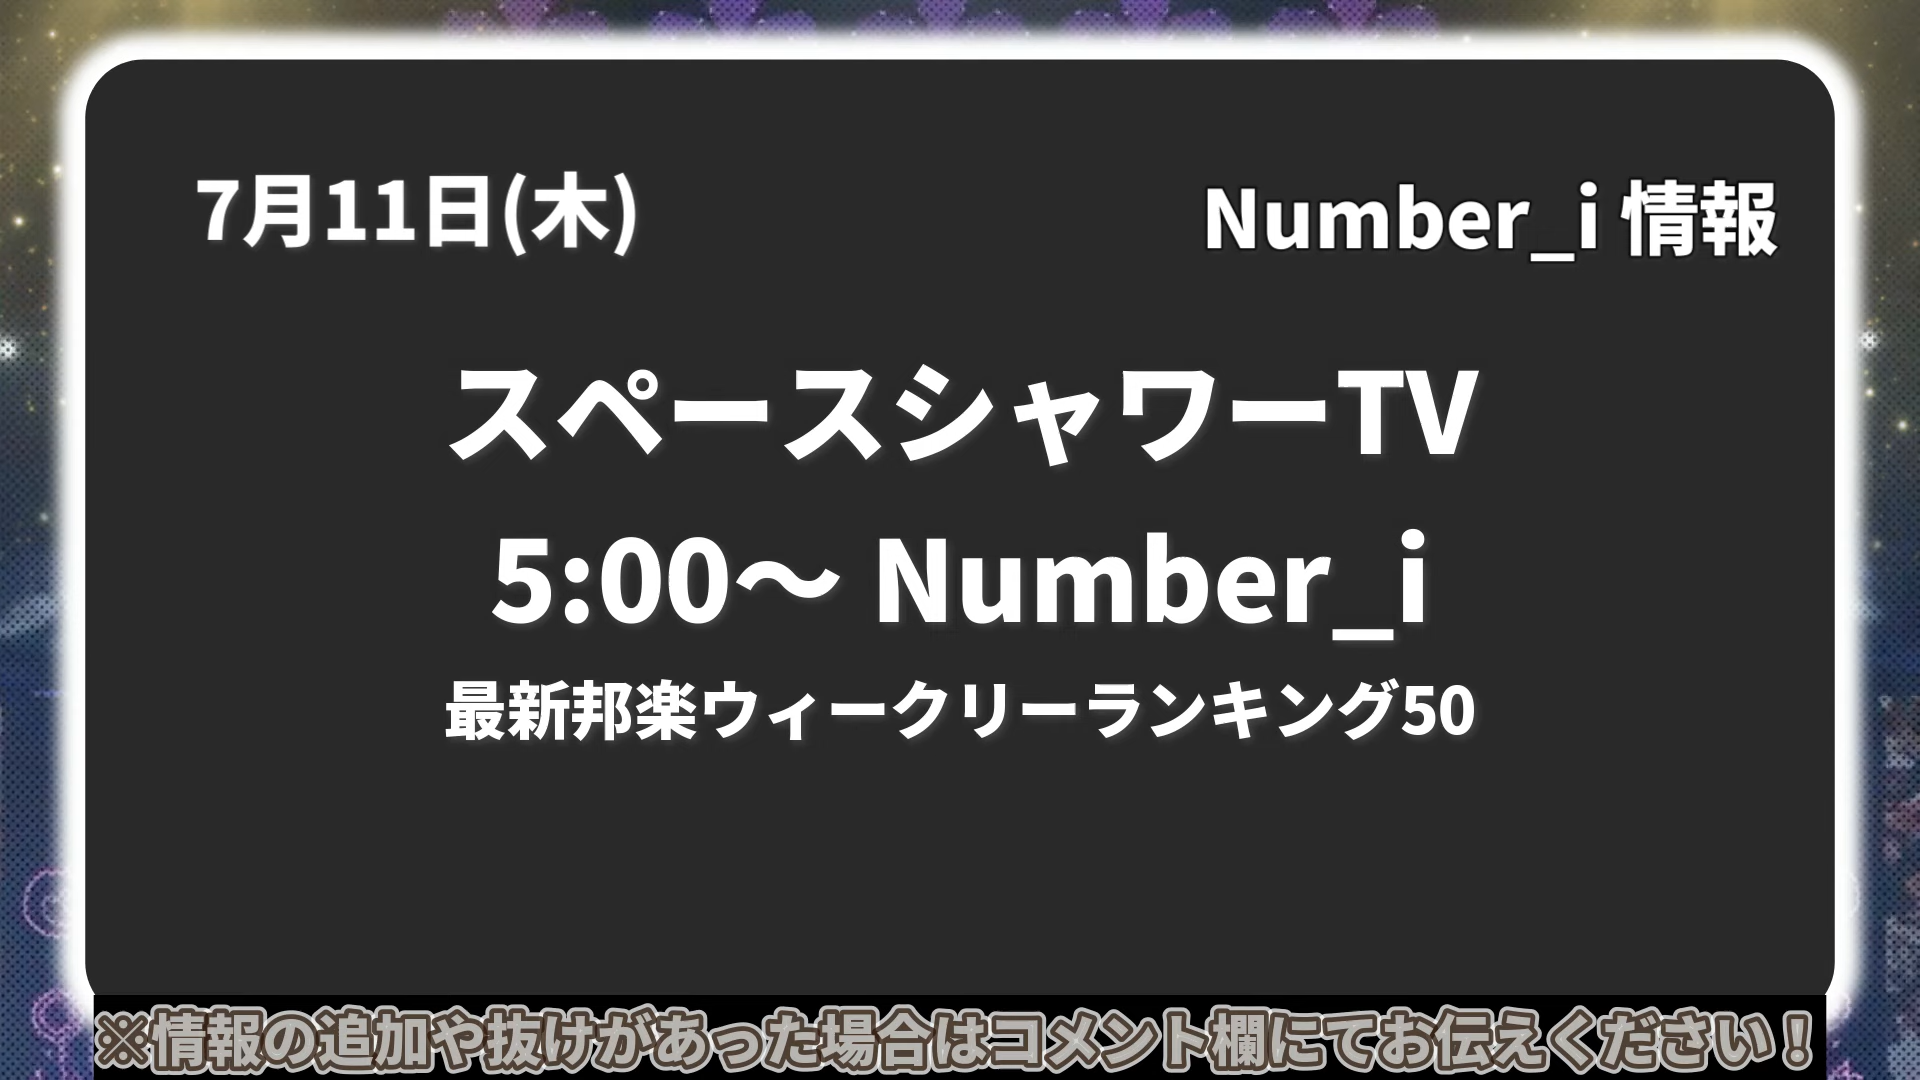 7月11日(木)
Number_i 情報
スペースシャワーTV
5:00〜 Number_i
最新邦楽ウィークリーランキング50
※情報の追加や抜けがあった場合はコメント欄にてお伝えください！